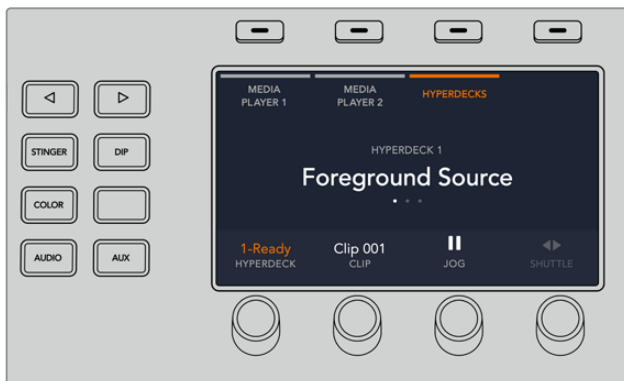 MEDIA
PLAYER 1
MEDIA
PLAYER 2
HYPERDECKS
STINGER
DIP
HYPERDECK 1
Foreground Source
COLOR
AUDIO
AUX
1-Ready
HYPERDECK
Clip 001
CLIP
JOG
SHUTTLE